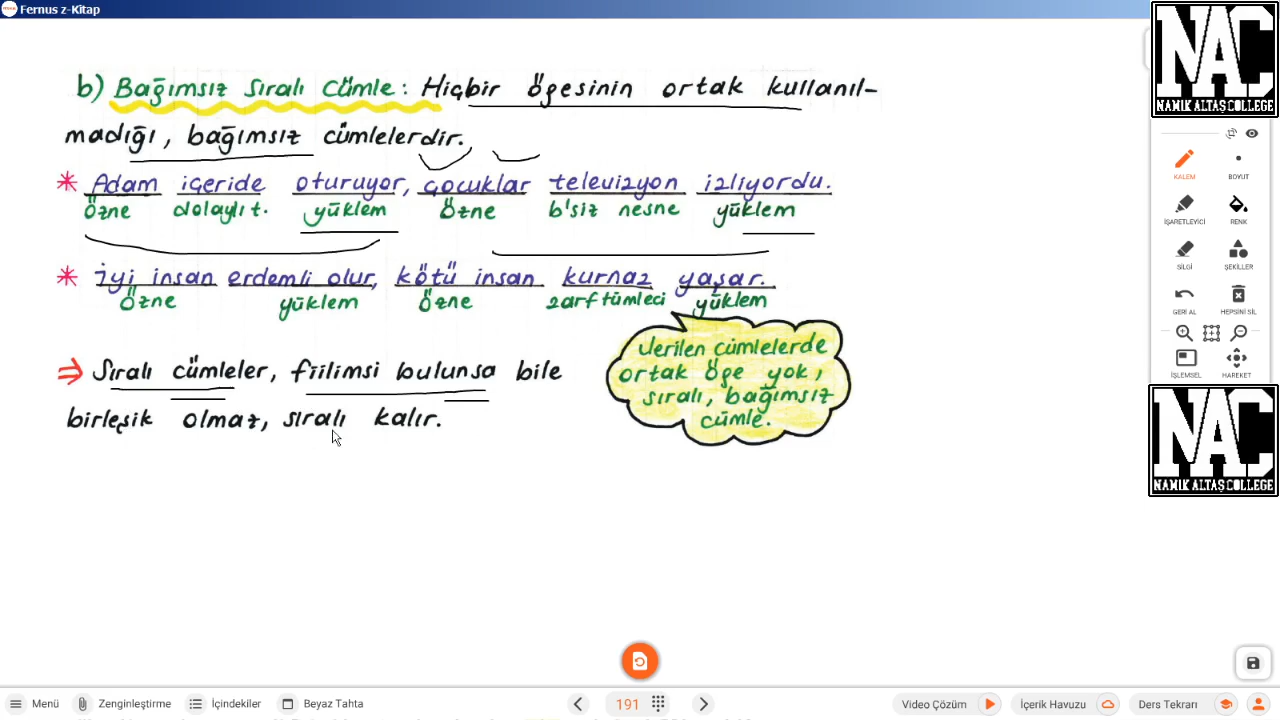 Fernus z-Kitap
b) Bağımsız Sıralı Cümle: Hiçbir ögesinin ortak kullanıl-
madığı, bağımsız cümlelerdir.
* Adam içeride oturuyor, çocuklar televizyon izliyordu.
özne dolaylı t. yüklem özne b'siz nesne yüklem
* İyi insan erdemli olur, kötü insan kurnaz yaşar.
özne yüklem özne zarf tümleci yüklem
⇒ Sıralı cümleler, fiilimsi bulunsa bile
birleşik olmaz, sıralı kalır.
Verilen cümlelerde
ortak öge yok,
sıralı, bağımsız
cümle.
NAC
NAMIK ALTAŞ COLLEGE
KALEM BOYUT
İŞARETLEYİCİ RENK
SİLGİ ŞEKİLLER
GERİ AL HEPSİNİ SİL
İŞLEMSEL HAREKET
NAC
NAMIK ALTAŞ COLLEGE
Menü Zenginleştirme İçindekiler Beyaz Tahta 191 Video Çözüm İçerik Havuzu Ders Tekrarı